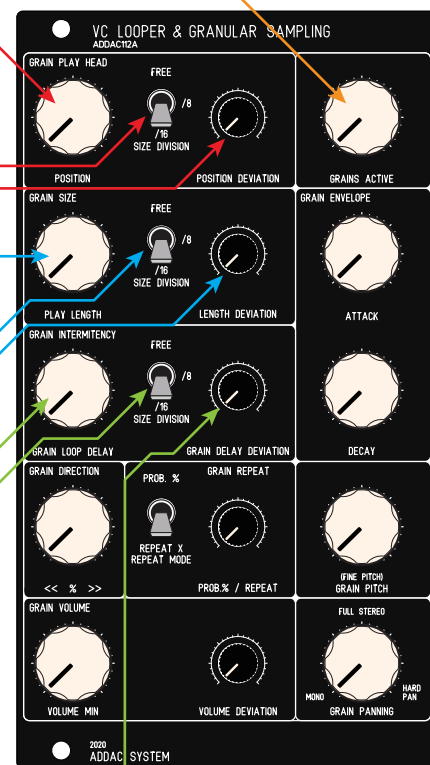 VC LOOPER & GRANULAR SAMPLING
ADDAC112A
GRAIN PLAY HEAD
FREE
/8
/16
SIZE DIVISION
POSITION
POSITION DEVIATION
GRAINS ACTIVE
GRAIN SIZE
FREE
/8
/16
SIZE DIVISION
PLAY LENGTH
LENGTH DEVIATION
GRAIN ENVELOPE
ATTACK
GRAIN INTERMITENCY
FREE
/8
/16
SIZE DIVISION
GRAIN LOOP DELAY
GRAIN DELAY DEVIATION
DECAY
GRAIN DIRECTION
<< % >>
PROB. %
GRAIN REPEAT
REPEAT X
REPEAT MODE
PROB.% / REPEAT
(FINE PITCH)
GRAIN PITCH
GRAIN VOLUME
VOLUME MIN
VOLUME DEVIATION
FULL STEREO
MONO
HARD
PAN
GRAIN PANNING
2020
ADDAC SYSTEM